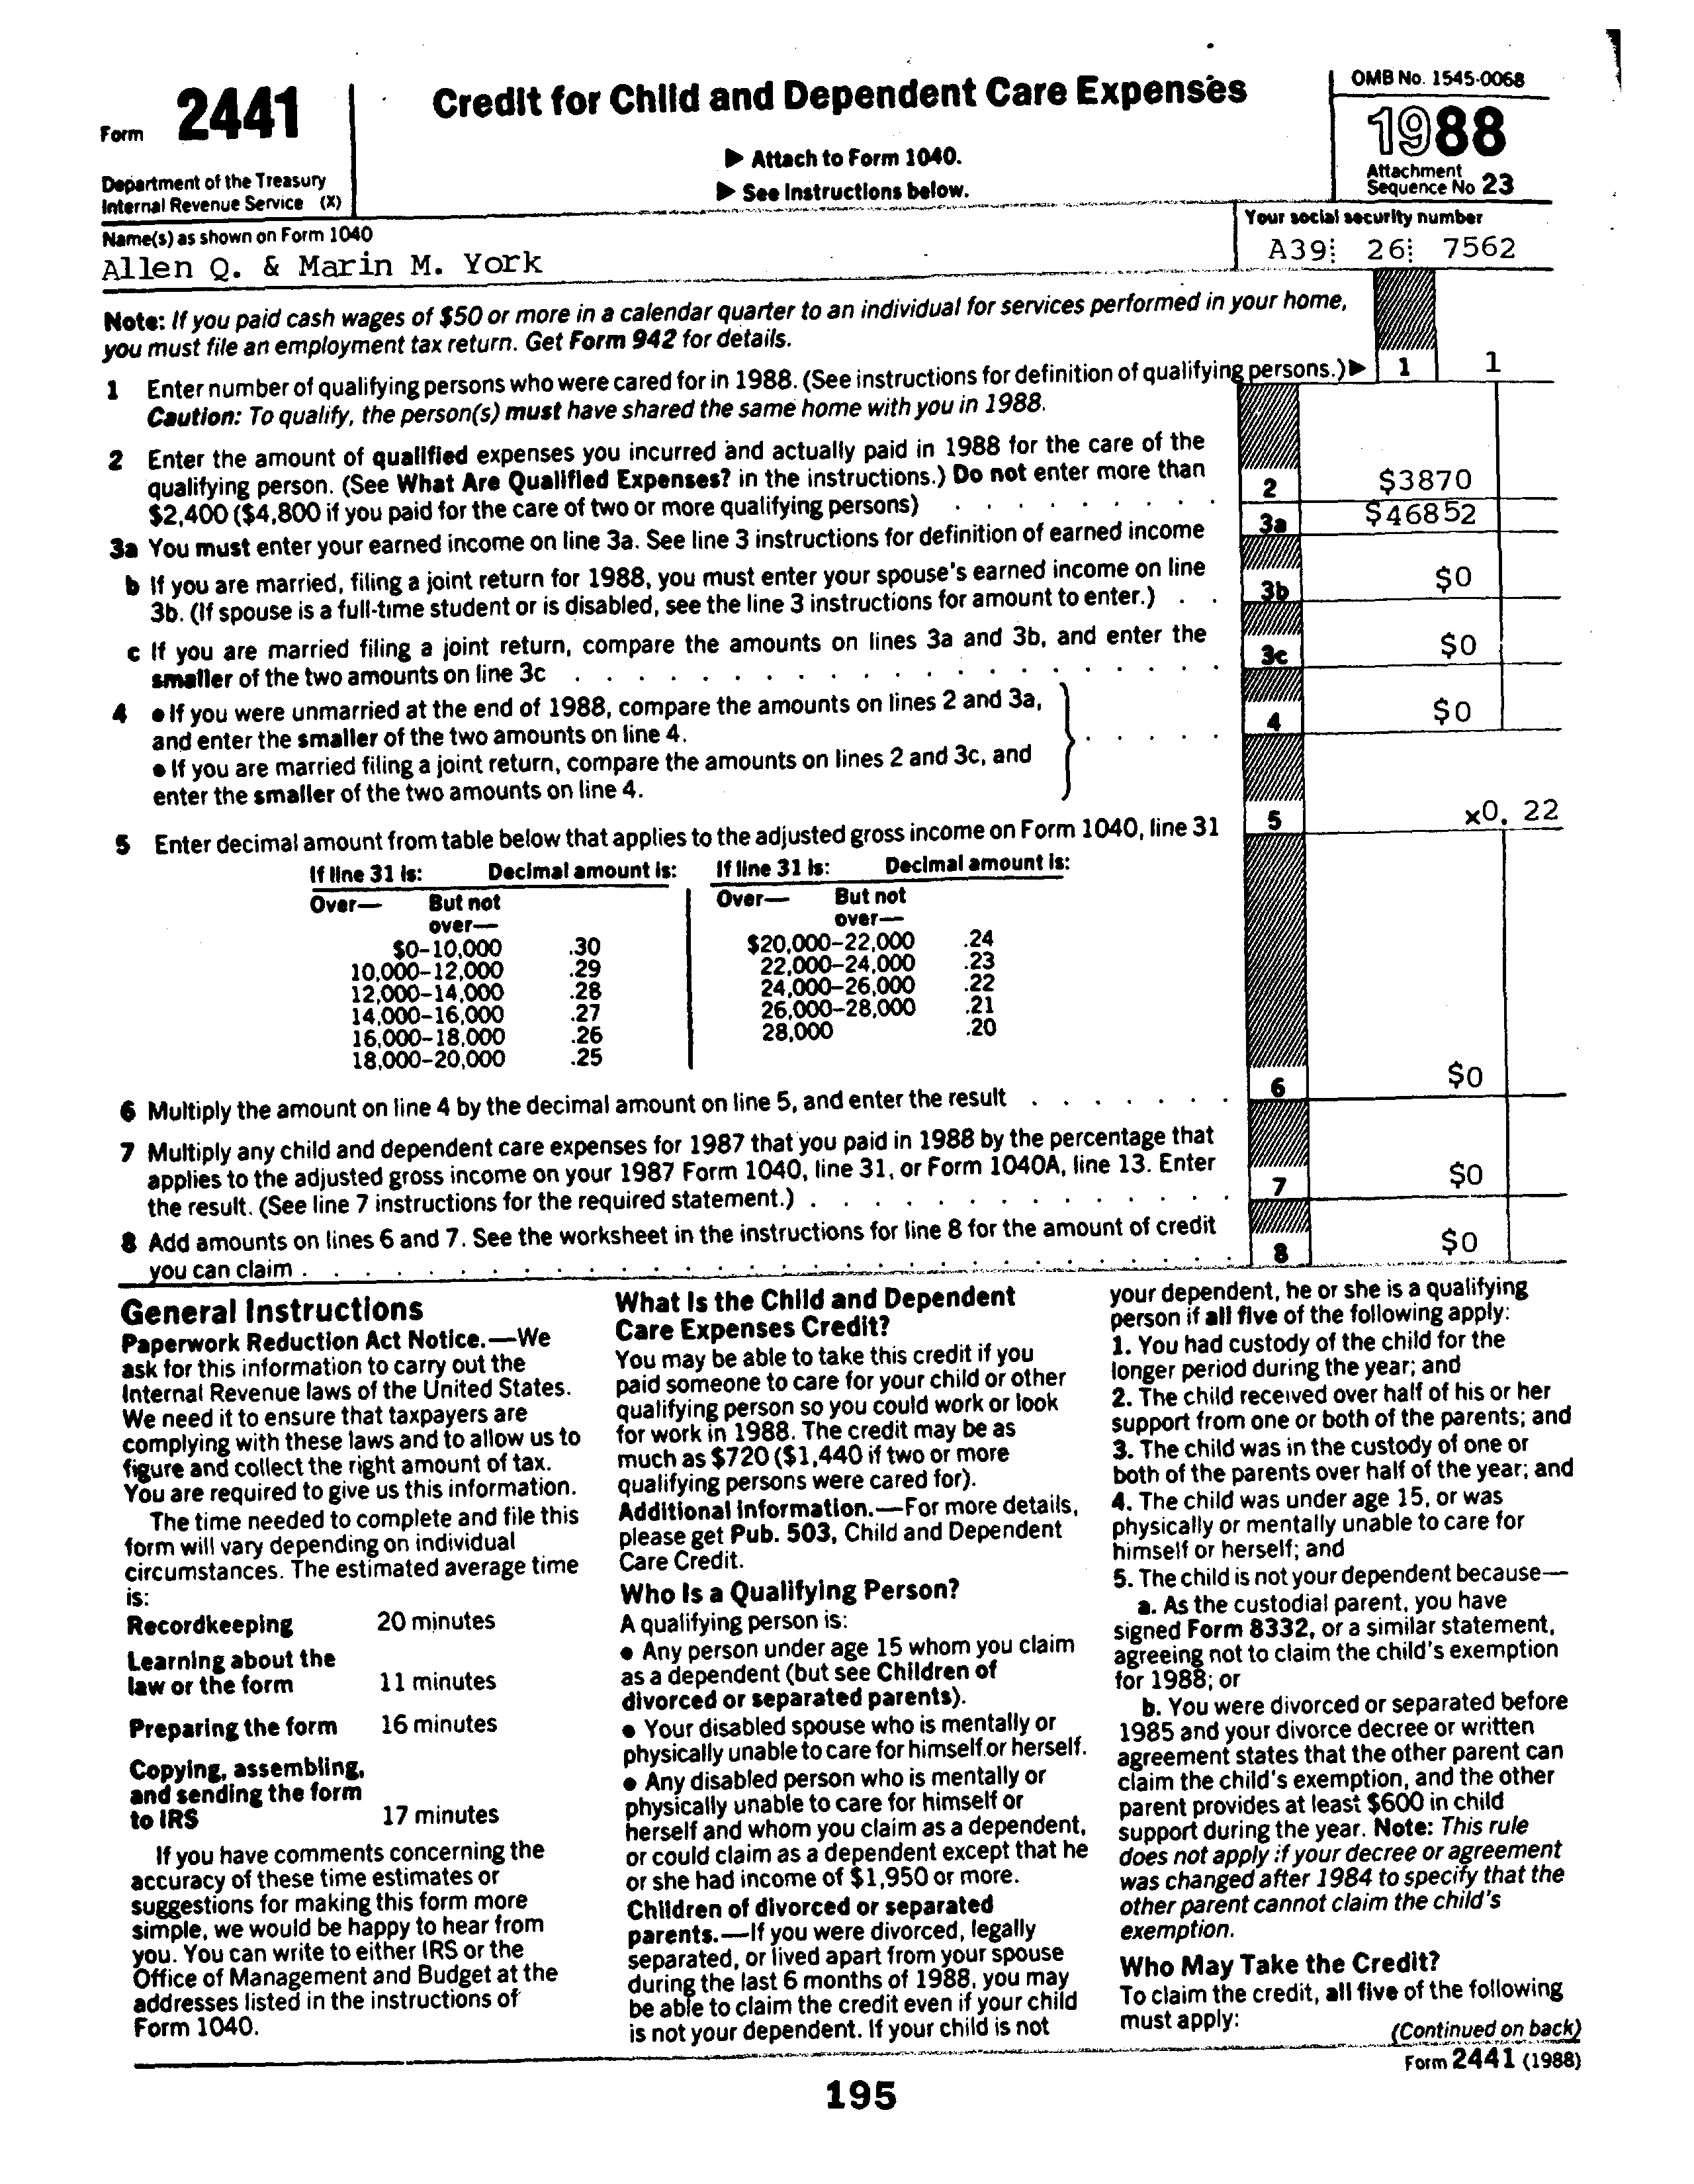 Form 2441
Department of the Treasury
Internal Revenue Service (X)
Credit for Child and Dependent Care Expenses
▶ Attach to Form 1040.
▶ See Instructions below.
OMB No. 1545-0068
1988
Attachment
Sequence No 23
Name(s) as shown on Form 1040
Allen Q. & Marin M. York
Your social security number
A39 26 7562
Note: If you paid cash wages of $50 or more in a calendar quarter to an individual for services performed in your home,
you must file an employment tax return. Get Form 942 for details.
1 Enter number of qualifying persons who were cared for in 1988. (See instructions for definition of qualifying persons.) ▶ 1 1
Caution: To qualify, the person(s) must have shared the same home with you in 1988.
2 Enter the amount of qualified expenses you incurred and actually paid in 1988 for the care of the
qualifying person. (See What Are Qualified Expenses? in the instructions.) Do not enter more than
$2,400 ($4,800 if you paid for the care of two or more qualifying persons) . . . . . . . . 2 $3870
3a You must enter your earned income on line 3a. See line 3 instructions for definition of earned income 3a $46852
b If you are married, filing a joint return for 1988, you must enter your spouse's earned income on line
3b. (If spouse is a full-time student or is disabled, see the line 3 instructions for amount to enter.) . . 3b $0
c If you are married filing a joint return, compare the amounts on lines 3a and 3b, and enter the
smaller of the two amounts on line 3c . . . . . . . . . . . . . . . . . . . . 3c $0
4 ● If you were unmarried at the end of 1988, compare the amounts on lines 2 and 3a,
and enter the smaller of the two amounts on line 4.
● If you are married filing a joint return, compare the amounts on lines 2 and 3c, and
enter the smaller of the two amounts on line 4.
. . . . . 4 $0
5 Enter decimal amount from table below that applies to the adjusted gross income on Form 1040, line 31 5 x0. 22
If line 31 is: Decimal amount is: If line 31 is: Decimal amount is:
Over— But not over— Over— But not over—
$0–10,000 .30 $20,000–22,000 .24
10,000–12,000 .29 22,000–24,000 .23
12,000–14,000 .28 24,000–26,000 .22
14,000–16,000 .27 26,000–28,000 .21
16,000–18,000 .26 28,000 .20
18,000–20,000 .25
6 Multiply the amount on line 4 by the decimal amount on line 5, and enter the result . . . . . . . 6 $0
7 Multiply any child and dependent care expenses for 1987 that you paid in 1988 by the percentage that
applies to the adjusted gross income on your 1987 Form 1040, line 31, or Form 1040A, line 13. Enter
the result. (See line 7 instructions for the required statement.) . . . . . . . . . . . . . 7 $0
8 Add amounts on lines 6 and 7. See the worksheet in the instructions for line 8 for the amount of credit
you can claim . . . . . . . . . . . . . . . . . . . . . . . . . . . . . 8 $0
General Instructions
Paperwork Reduction Act Notice.—We
ask for this information to carry out the
Internal Revenue laws of the United States.
We need it to ensure that taxpayers are
complying with these laws and to allow us to
figure and collect the right amount of tax.
You are required to give us this information.
The time needed to complete and file this
form will vary depending on individual
circumstances. The estimated average time
is:
Recordkeeping 20 minutes
Learning about the
law or the form 11 minutes
Preparing the form 16 minutes
Copying, assembling,
and sending the form
to IRS 17 minutes
If you have comments concerning the
accuracy of these time estimates or
suggestions for making this form more
simple, we would be happy to hear from
you. You can write to either IRS or the
Office of Management and Budget at the
addresses listed in the instructions of
Form 1040.
What Is the Child and Dependent
Care Expenses Credit?
You may be able to take this credit if you
paid someone to care for your child or other
qualifying person so you could work or look
for work in 1988. The credit may be as
much as $720 ($1,440 if two or more
qualifying persons were cared for).
Additional Information.—For more details,
please get Pub. 503, Child and Dependent
Care Credit.
Who Is a Qualifying Person?
A qualifying person is:
● Any person under age 15 whom you claim
as a dependent (but see Children of
divorced or separated parents).
● Your disabled spouse who is mentally or
physically unable to care for himself or herself.
● Any disabled person who is mentally or
physically unable to care for himself or
herself and whom you claim as a dependent,
or could claim as a dependent except that he
or she had income of $1,950 or more.
Children of divorced or separated
parents.—If you were divorced, legally
separated, or lived apart from your spouse
during the last 6 months of 1988, you may
be able to claim the credit even if your child
is not your dependent. If your child is not
your dependent, he or she is a qualifying
person if all five of the following apply:
1. You had custody of the child for the
longer period during the year; and
2. The child received over half of his or her
support from one or both of the parents; and
3. The child was in the custody of one or
both of the parents over half of the year; and
4. The child was under age 15, or was
physically or mentally unable to care for
himself or herself; and
5. The child is not your dependent because—
a. As the custodial parent, you have
signed Form 8332, or a similar statement,
agreeing not to claim the child's exemption
for 1988; or
b. You were divorced or separated before
1985 and your divorce decree or written
agreement states that the other parent can
claim the child's exemption, and the other
parent provides at least $600 in child
support during the year. Note: This rule
does not apply if your decree or agreement
was changed after 1984 to specify that the
other parent cannot claim the child's
exemption.
Who May Take the Credit?
To claim the credit, all five of the following
must apply:
(Continued on back)
Form 2441 (1988)
195